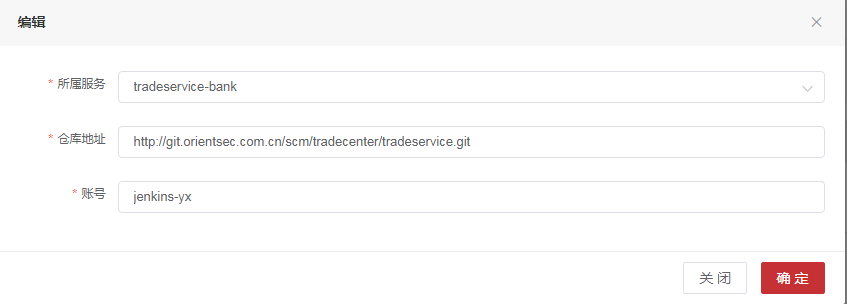 编辑
* 所属服务 tradeservice-bank
* 仓库地址 http://git.orientsec.com.cn/scm/tradecenter/tradeservice.git
* 账号 jenkins-yx
关 闭 确 定